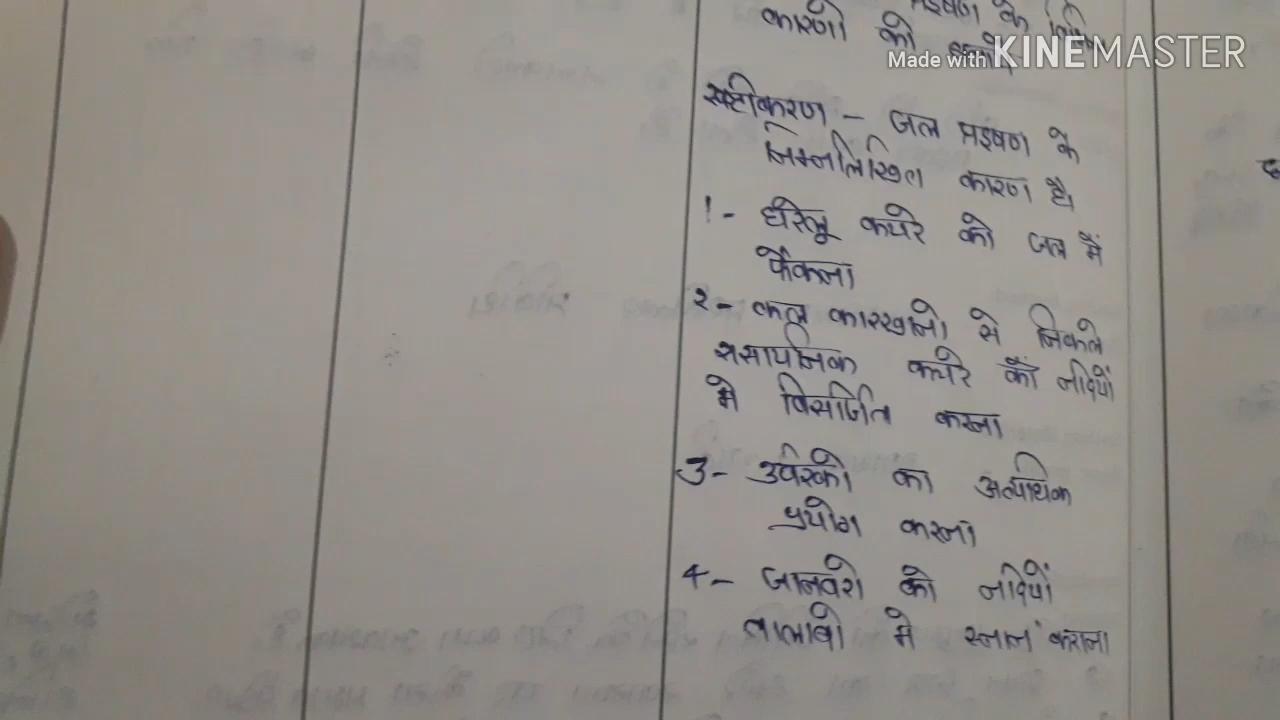 के
कारणो को
Made with KINEMASTER
स्पष्टीकरण - जल प्रदूषण के
निम्नलिखित कारण है।
1- घरेलू कचरे को जल में
फेंकना
2- कल कारखानो से निकले
रासायनिक कचरे को नदियों
मे विसर्जित करना
3- उर्वरको का अत्यधिक
प्रयोग करना
4- जानवरो को नदियों
तालाबो मे स्नान कराना